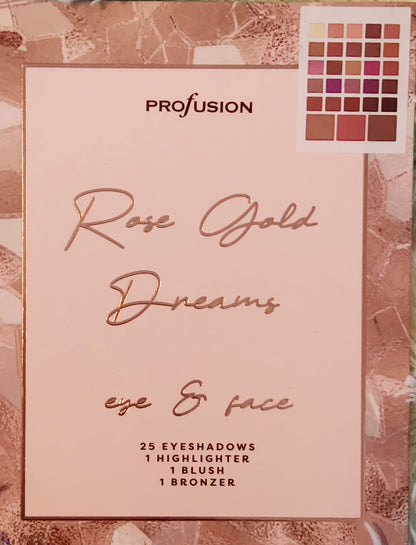 PROFUSION
Rose Gold
Dreams
eye & face
25 EYESHADOWS
1 HIGHLIGHTER
1 BLUSH
1 BRONZER